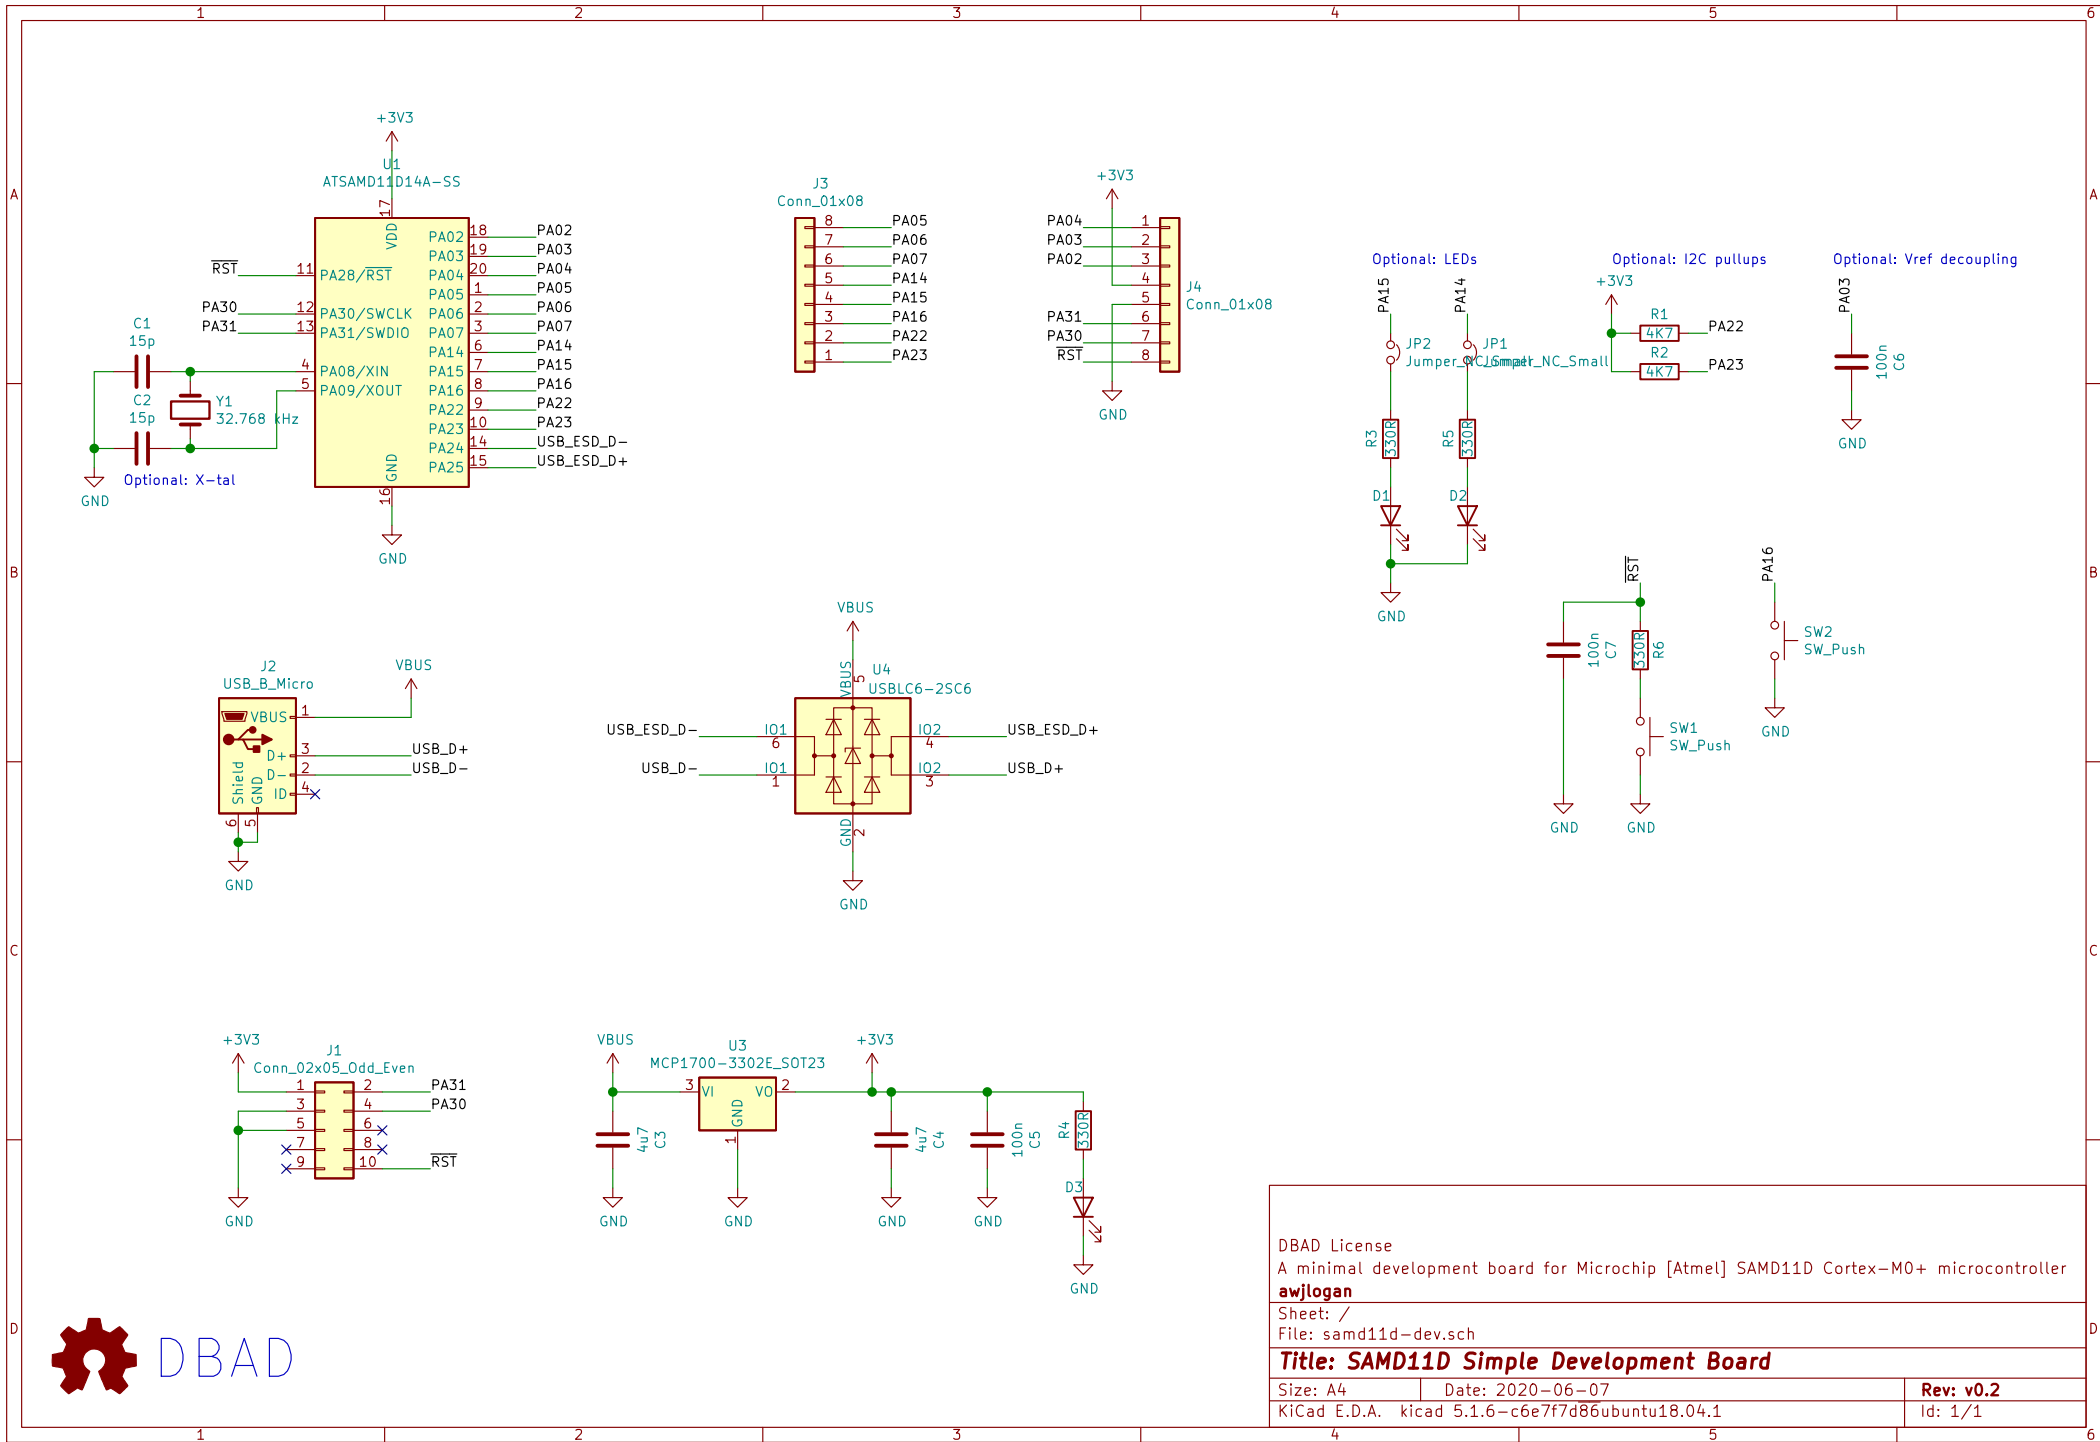 1 2 3 4 5 6
A
B
C
D
+3V3
U1
ATSAMD11D14A-SS
17
VDD
RST
11 PA28/RST
PA30
12 PA30/SWCLK
PA31
13 PA31/SWDIO
4 PA08/XIN
5 PA09/XOUT
PA02 18 PA02
PA03 19 PA03
PA04 20 PA04
PA05 1 PA05
PA06 2 PA06
PA07 3 PA07
PA14 6 PA14
PA15 7 PA15
PA16 8 PA16
PA22 9 PA22
PA23 10 PA23
PA24 14 USB_ESD_D-
PA25 15 USB_ESD_D+
GND
16
GND
C1
15p
C2
15p
Y1
32.768 kHz
GND
Optional: X-tal
J3
Conn_01x08
8 PA05
7 PA06
6 PA07
5 PA14
4 PA15
3 PA16
2 PA22
1 PA23
+3V3
PA04 1
PA03 2
PA02 3
4
5
PA31 6
PA30 7
RST 8
J4
Conn_01x08
GND
Optional: LEDs
PA15
PA14
JP2
Jumper_NC_Small
JP1
Jumper_NC_Small
R3
330R
R5
330R
D1
D2
GND
Optional: I2C pullups
+3V3
R1
4K7
PA22
R2
4K7
PA23
Optional: Vref decoupling
PA03
100n
C6
GND
RST
100n
C7
330R
R6
SW1
SW_Push
GND
GND
PA16
SW2
SW_Push
GND
J2
USB_B_Micro
VBUS
VBUS 1
D+ 3 USB_D+
D- 2 USB_D-
ID 4
Shield
GND
6 5
GND
VBUS
VBUS
5
U4
USBLC6-2SC6
USB_ESD_D- IO1 6
USB_D- IO1 1
IO2 4 USB_ESD_D+
IO2 3 USB_D+
GND
2
GND
+3V3
J1
Conn_02x05_Odd_Even
1 2 PA31
3 4 PA30
5 6
7 8
9 10 RST
GND
VBUS
U3
MCP1700-3302E_SOT23
3 VI VO 2
GND
1
+3V3
4u7
C3
4u7
C4
100n
C5
R4
330R
D3
GND
GND
GND
GND
GND
DBAD
DBAD License
A minimal development board for Microchip [Atmel] SAMD11D Cortex-M0+ microcontroller
awjlogan
Sheet: /
File: samd11d-dev.sch
Title: SAMD11D Simple Development Board
Size: A4 Date: 2020-06-07 Rev: v0.2
KiCad E.D.A. kicad 5.1.6-c6e7f7d86ubuntu18.04.1 Id: 1/1
A
B
C
D
1 2 3 4 5 6